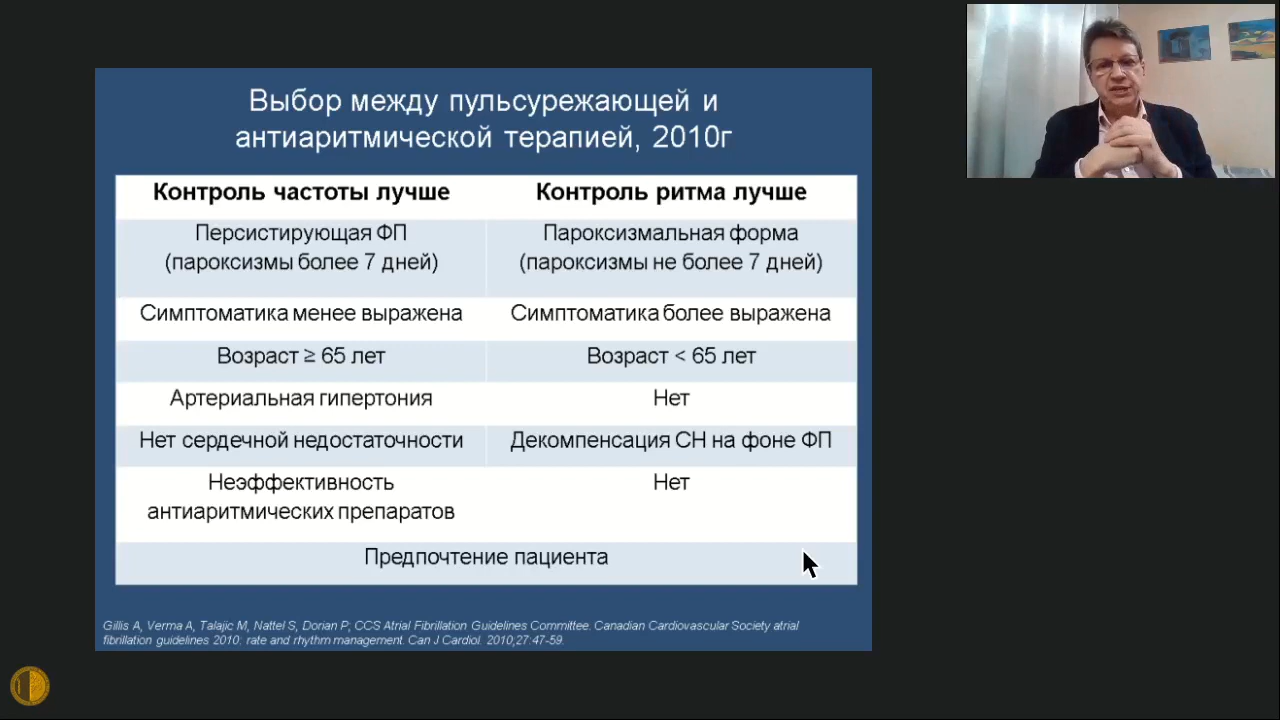 Выбор между пульсурежающей и
антиаритмической терапией, 2010г
Контроль частоты лучше Контроль ритма лучше
Персистирующая ФП
(пароксизмы более 7 дней)
Пароксизмальная форма
(пароксизмы не более 7 дней)
Симптоматика менее выражена Симптоматика более выражена
Возраст ≥ 65 лет Возраст < 65 лет
Артериальная гипертония Нет
Нет сердечной недостаточности Декомпенсация СН на фоне ФП
Неэффективность
антиаритмических препаратов
Нет
Предпочтение пациента
Gillis A, Verma A, Talajic M, Nattel S, Dorian P; CCS Atrial Fibrillation Guidelines Committee. Canadian Cardiovascular Society atrial
fibrillation guidelines 2010: rate and rhythm management. Can J Cardiol. 2010;27:47-59.